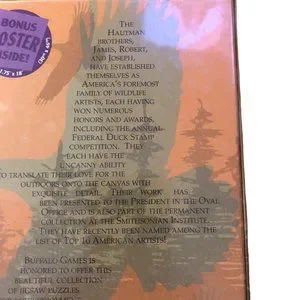 BONUS
POSTER
INSIDE!
THE
HAUTMAN
BROTHERS,
JAMES, ROBERT,
AND JOSEPH,
HAVE ESTABLISHED
THEMSELVES AS
AMERICA'S FOREMOST
FAMILY OF WILDLIFE
ARTISTS, EACH HAVING
WON NUMEROUS
HONORS AND AWARDS,
INCLUDING THE ANNUAL
FEDERAL DUCK STAMP
COMPETITION. THEY
EACH HAVE THE
UNCANNY ABILITY
TO TRANSLATE THEIR LOVE FOR THE
OUTDOORS ONTO THE CANVAS WITH
EXQUISITE DETAIL. THEIR WORK HAS
BEEN PRESENTED TO THE PRESIDENT IN THE OVAL
OFFICE AND IS ALSO PART OF THE PERMANENT
COLLECTION AT THE SMITHSONIAN INSTITUTE.
THEY HAVE RECENTLY BEEN NAMED AMONG THE
LIST OF TOP 10 AMERICAN ARTISTS!
BUFFALO GAMES IS
HONORED TO OFFER THIS
BEAUTIFUL COLLECTION
OF JIGSAW PUZZLES